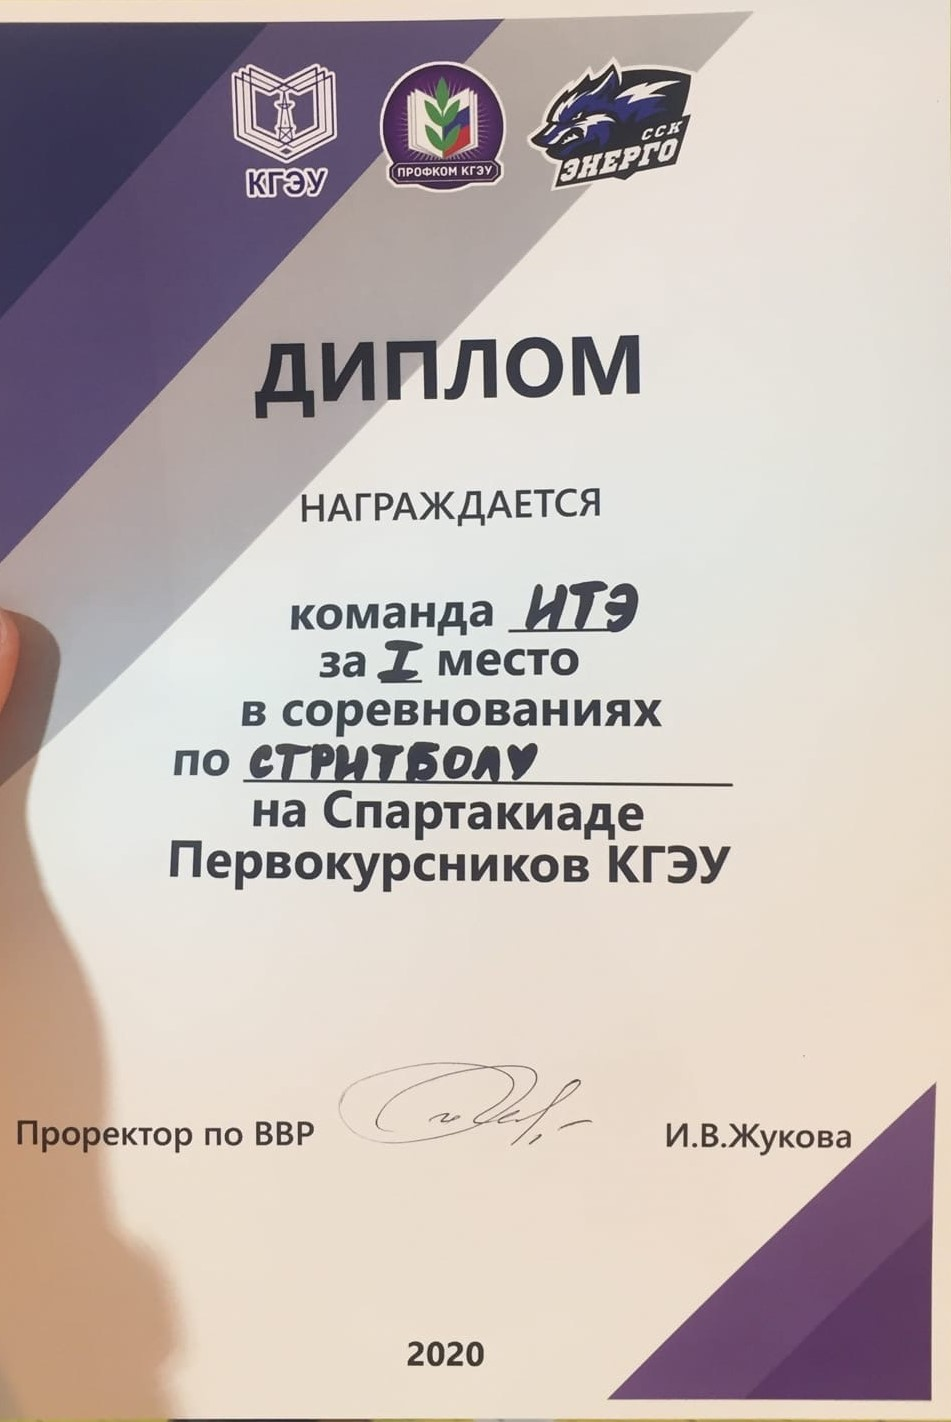 КГЭУ
ПРОФКОМ КГЭУ
ССК
ЭНЕРГО
ДИПЛОМ
НАГРАЖДАЕТСЯ
команда ИТЭ
за I место
в соревнованиях
по СТРИТБОЛУ
на Спартакиаде
Первокурсников КГЭУ
Проректор по ВВР И.В.Жукова
2020